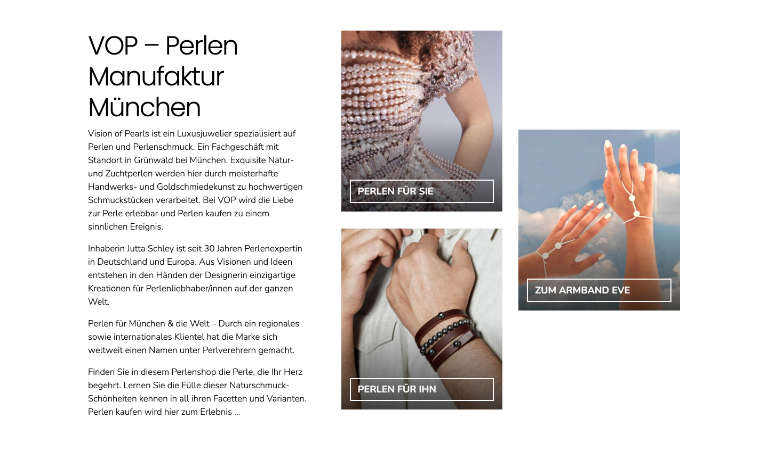 VOP – Perlen
Manufaktur
München
Vision of Pearls ist ein Luxusjuwelier spezialisiert auf
Perlen und Perlenschmuck. Ein Fachgeschäft mit
Standort in Grünwald bei München. Exquisite Natur-
und Zuchtperlen werden hier durch meisterhafte
Handwerks- und Goldschmiedekunst zu hochwertigen
Schmuckstücken verarbeitet. Bei VOP wird die Liebe
zur Perle erlebbar und Perlen kaufen zu einem
sinnlichen Ereignis.
Inhaberin Jutta Schley ist seit 30 Jahren Perlenexpertin
in Deutschland und Europa. Aus Visionen und Ideen
entstehen in den Händen der Designerin einzigartige
Kreationen für Perlenliebhaber/innen auf der ganzen
Welt.
Perlen für München & die Welt – Durch ein regionales
sowie internationales Klientel hat die Marke sich
weltweit einen Namen unter Perlverehrern gemacht.
Finden Sie in diesem Perlenshop die Perle, die Ihr Herz
begehrt. Lernen Sie die Fülle dieser Naturschmuck-
Schönheiten kennen in all ihren Facetten und Varianten.
Perlen kaufen wird hier zum Erlebnis ...
PERLEN FÜR SIE
PERLEN FÜR IHN
ZUM ARMBAND EVE